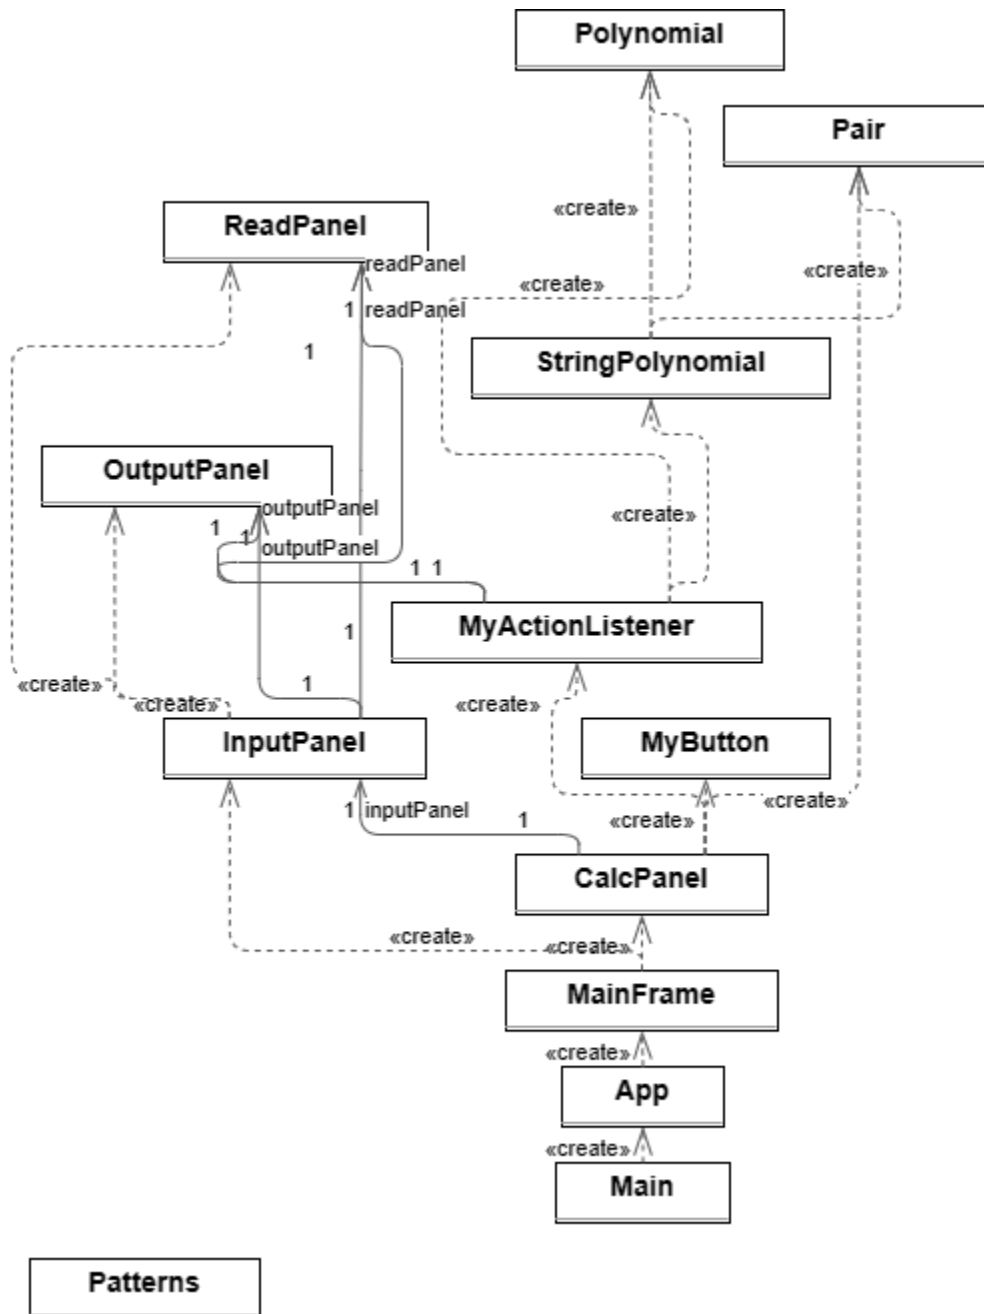 Polynomial
Pair
«create»
ReadPanel
«create»
readPanel
«create»
1 readPanel
1
StringPolynomial
OutputPanel
outputPanel
«create»
1
1
outputPanel
1 1
MyActionListener
1
«create»
1
«create»
«create»
InputPanel
MyButton
«create»
1 inputPanel
1
«create»
CalcPanel
«create»
«create»
MainFrame
«create»
App
«create»
Main
Patterns